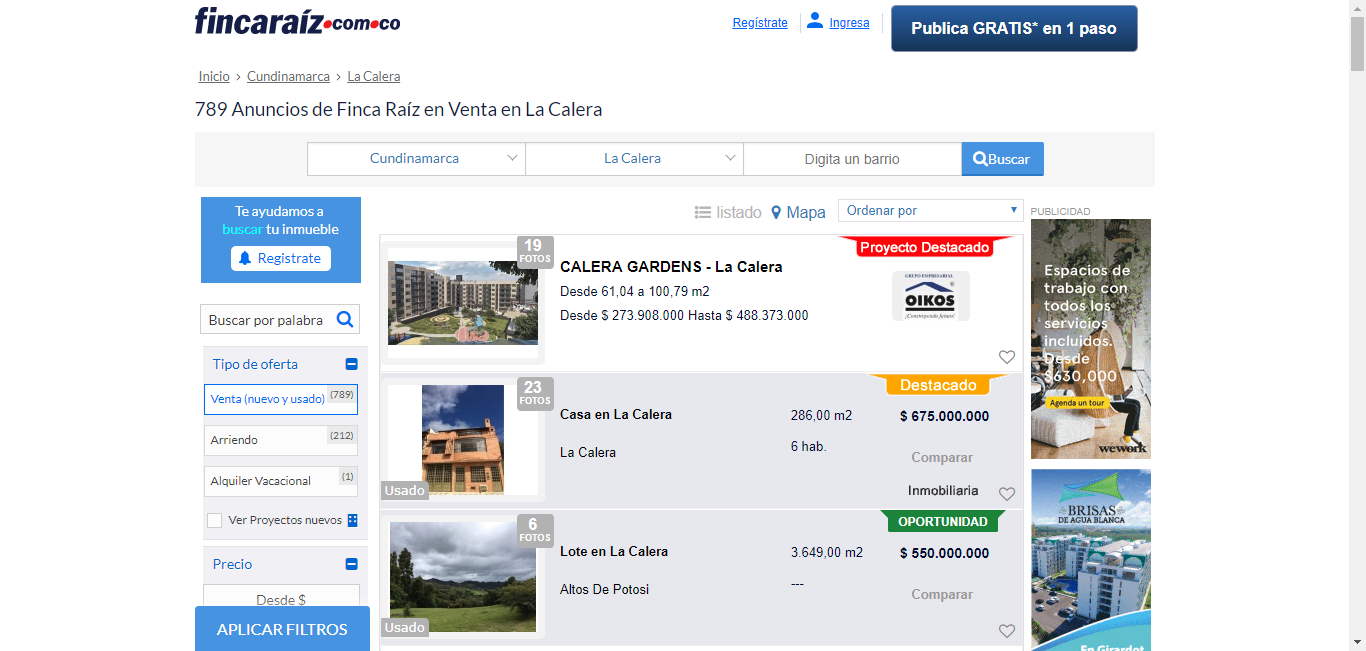 fincaraíz.com.co
Regístrate
Ingresa
Publica GRATIS* en 1 paso
Inicio › Cundinamarca › La Calera
789 Anuncios de Finca Raíz en Venta en La Calera
Cundinamarca
La Calera
Digita un barrio
Buscar
Te ayudamos a
buscar tu inmueble
Registrate
Buscar por palabra
Tipo de oferta
Venta (nuevo y usado) (789)
Arriendo (212)
Alquiler Vacacional (1)
Ver Proyectos nuevos
Precio
Desde $
APLICAR FILTROS
listado
Mapa
Ordenar por
19
FOTOS
CALERA GARDENS - La Calera
Desde 61,04 a 100,79 m2
Desde $ 273.908.000 Hasta $ 488.373.000
Proyecto Destacado
GRUPO EMPRESARIAL
OIKOS
¡Construyendo futuro!
23
FOTOS
Usado
Casa en La Calera
La Calera
286,00 m2
6 hab.
Destacado
$ 675.000.000
Comparar
Inmobiliaria
6
FOTOS
Usado
Lote en La Calera
Altos De Potosi
3.649,00 m2
---
OPORTUNIDAD
$ 550.000.000
Comparar
PUBLICIDAD
Espacios de
trabajo con
todos los
servicios
incluidos.
Desde
$630,000
Agenda un tour
wework
BRISAS
DE AGUA BLANCA
En Girardot